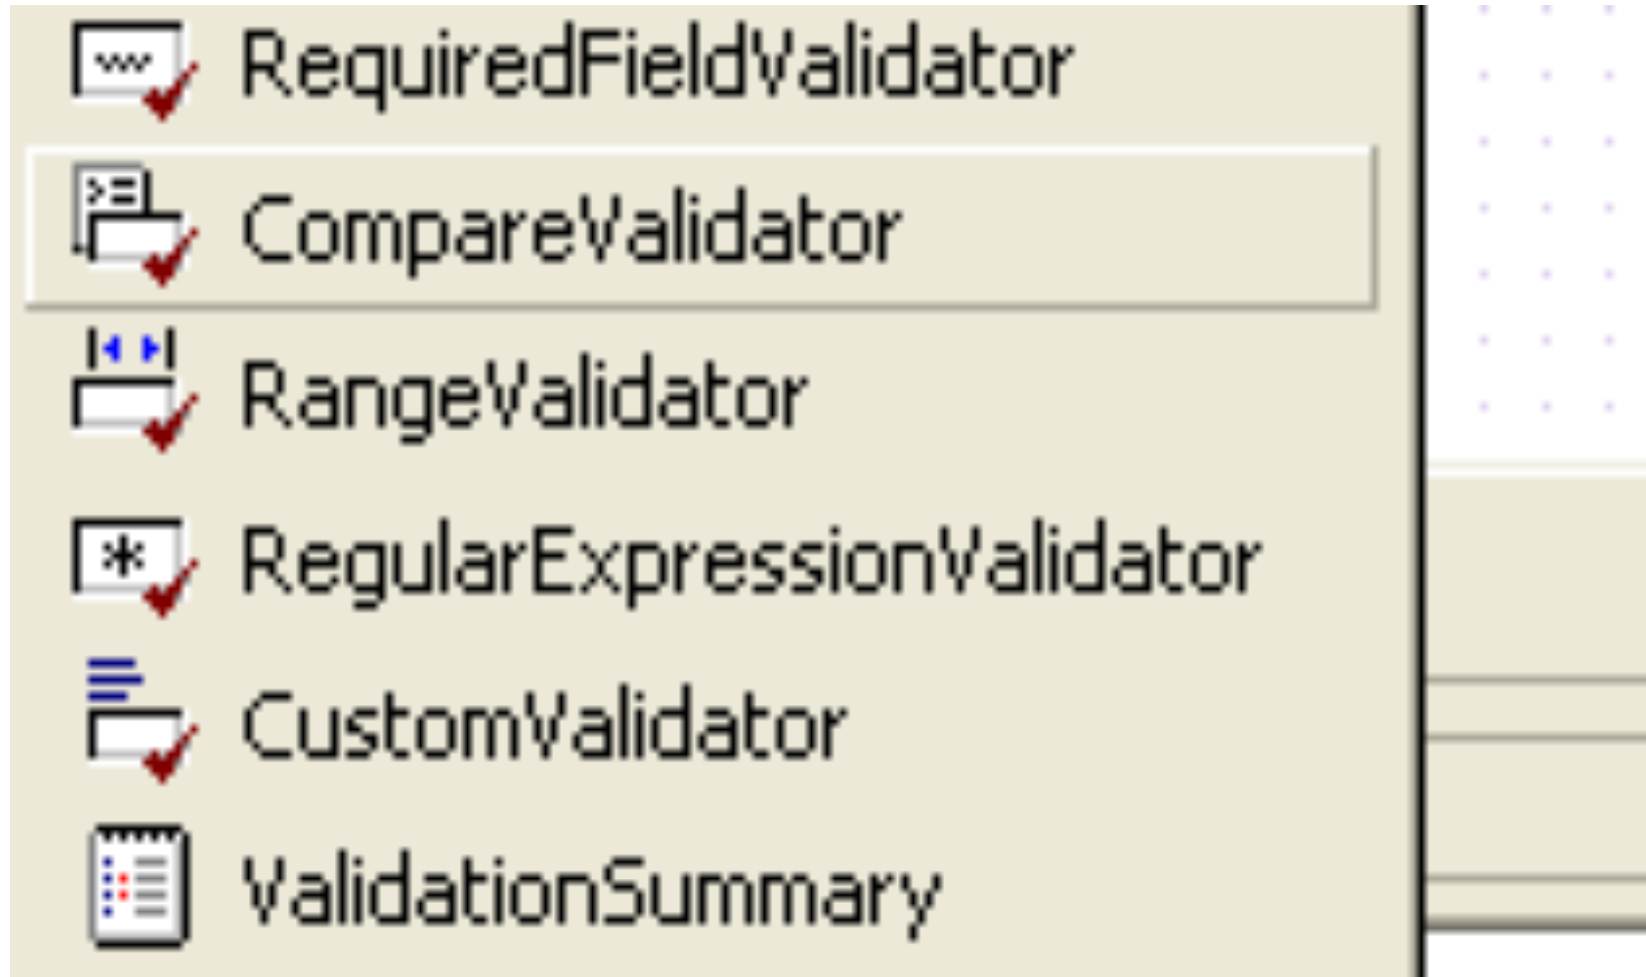 RequiredFieldValidator
CompareValidator
RangeValidator
RegularExpressionValidator
CustomValidator
ValidationSummary